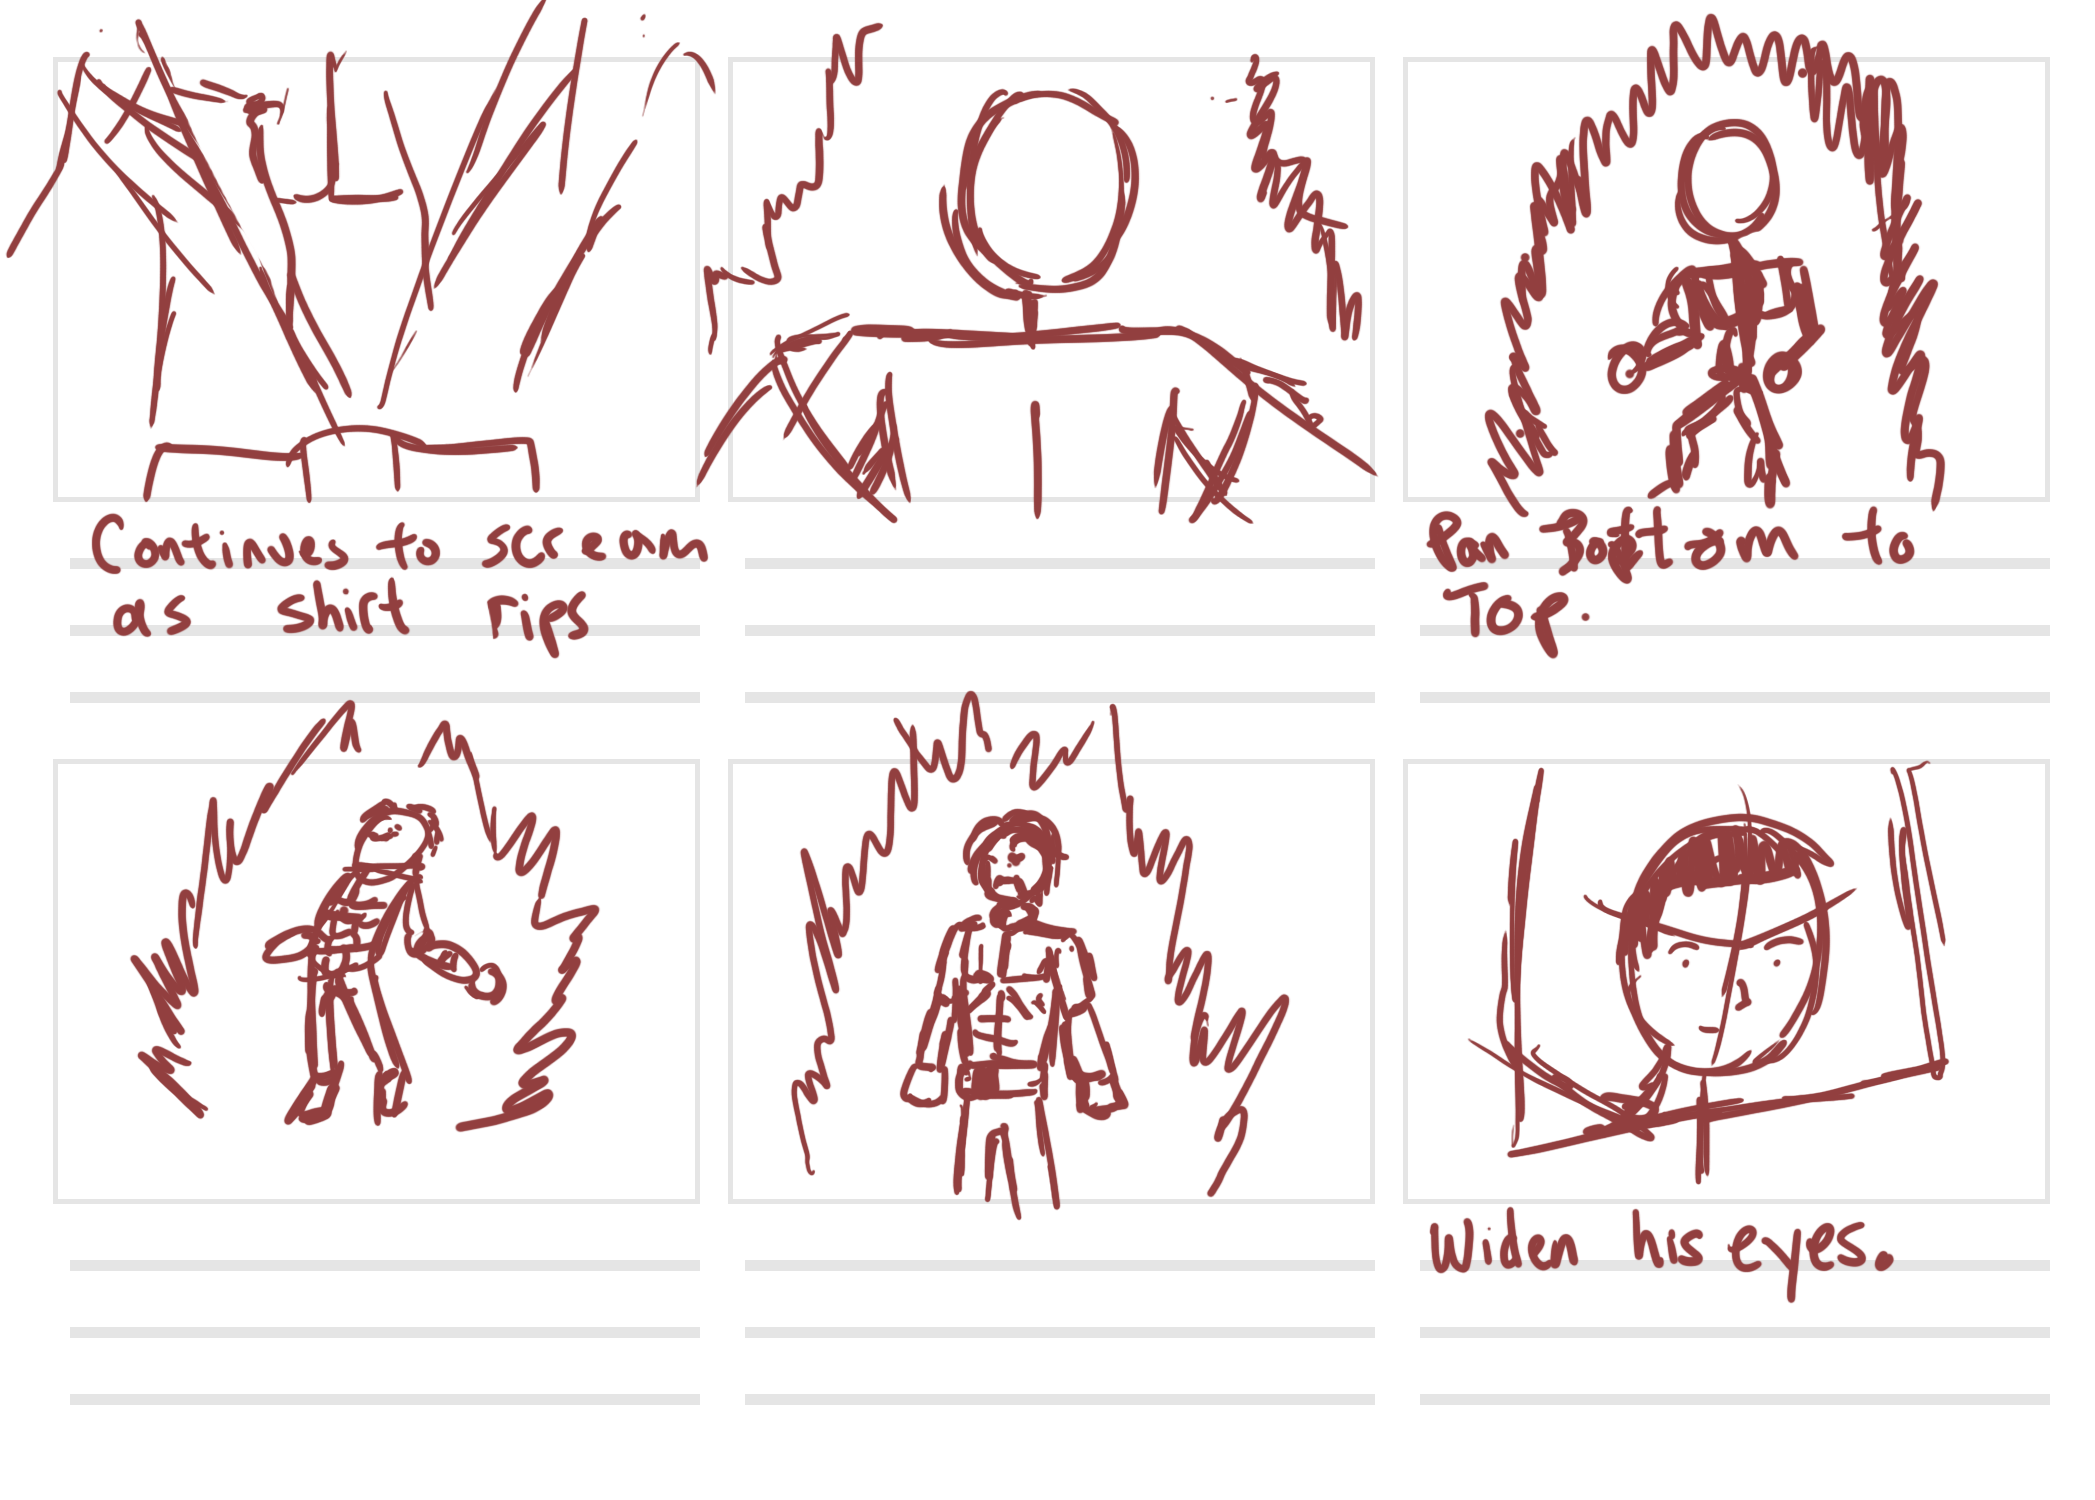 Continues to scream
as shirt rips
Pan Bottom to
Top.
Widen his eyes.